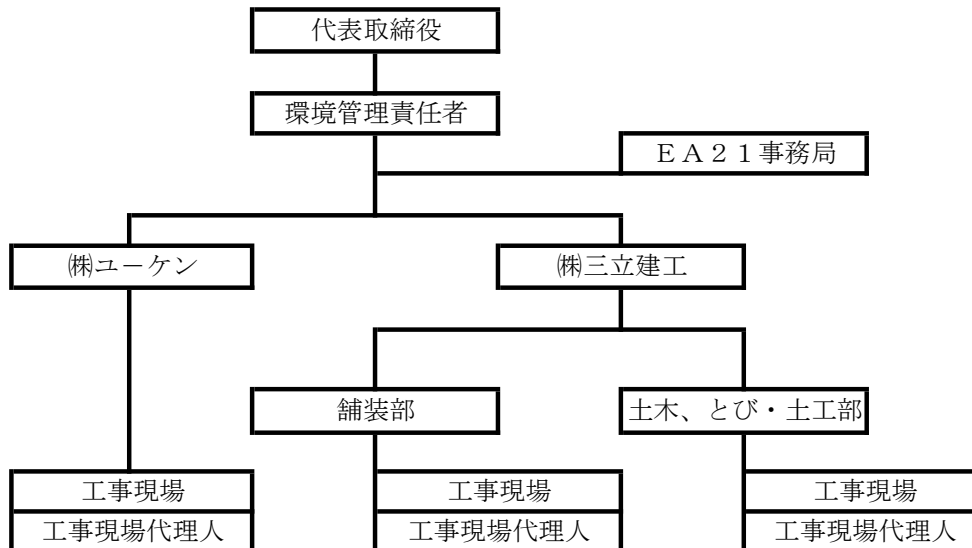 代表取締役
環境管理責任者
ＥＡ２１事務局
㈱ユーケン
㈱三立建工
舗装部
土木、とび・土工部
工事現場
工事現場代理人
工事現場
工事現場代理人
工事現場
工事現場代理人